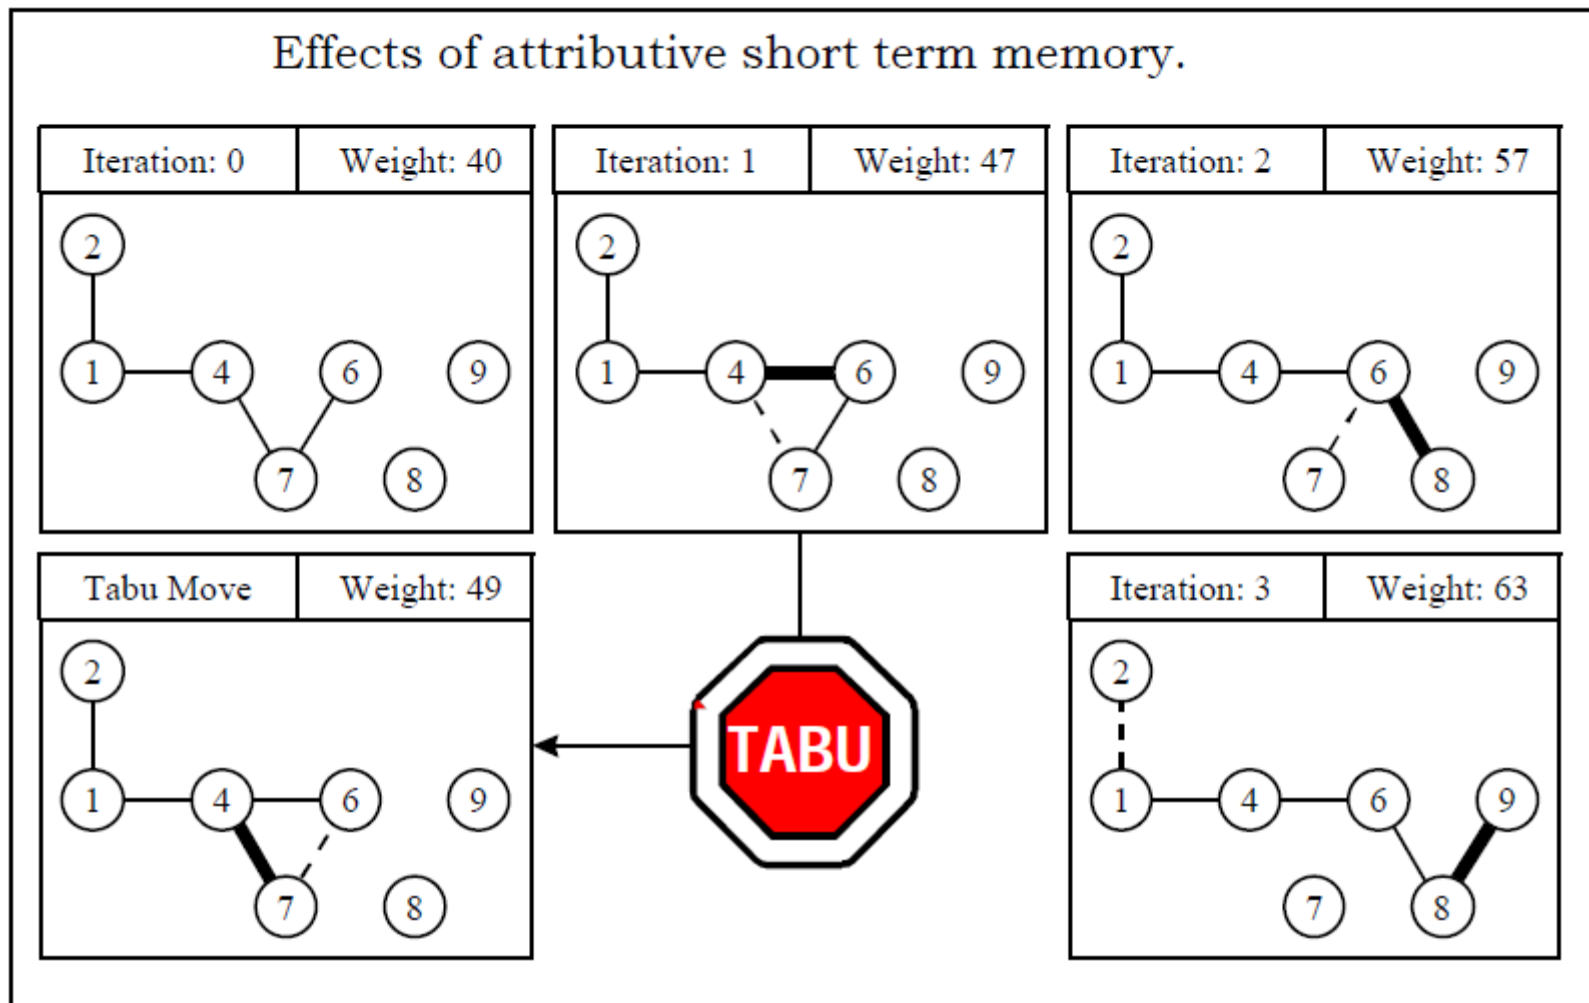 Effects of attributive short term memory.
Iteration: 0 Weight: 40
2
1 4 6 9
7 8
Iteration: 1 Weight: 47
2
1 4 6 9
7 8
Iteration: 2 Weight: 57
2
1 4 6 9
7 8
Tabu Move Weight: 49
2
1 4 6 9
7 8
TABU
Iteration: 3 Weight: 63
2
1 4 6 9
7 8